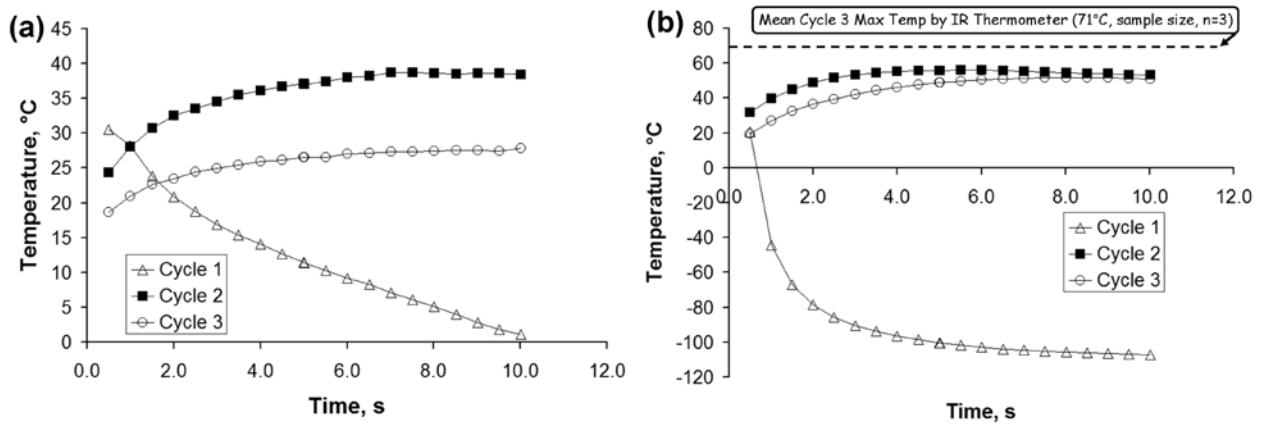 (a)
45
40
35
30
25
20
15
10
5
0
Temperature, °C
Cycle 1
Cycle 2
Cycle 3
0.0 2.0 4.0 6.0 8.0 10.0 12.0
Time, s
(b)
Mean Cycle 3 Max Temp by IR Thermometer (71°C, sample size, n=3)
80
60
40
20
0
-20
-40
-60
-80
-100
-120
Temperature, °C
0.0 2.0 4.0 6.0 8.0 10.0 12.0
Cycle 1
Cycle 2
Cycle 3
Time, s